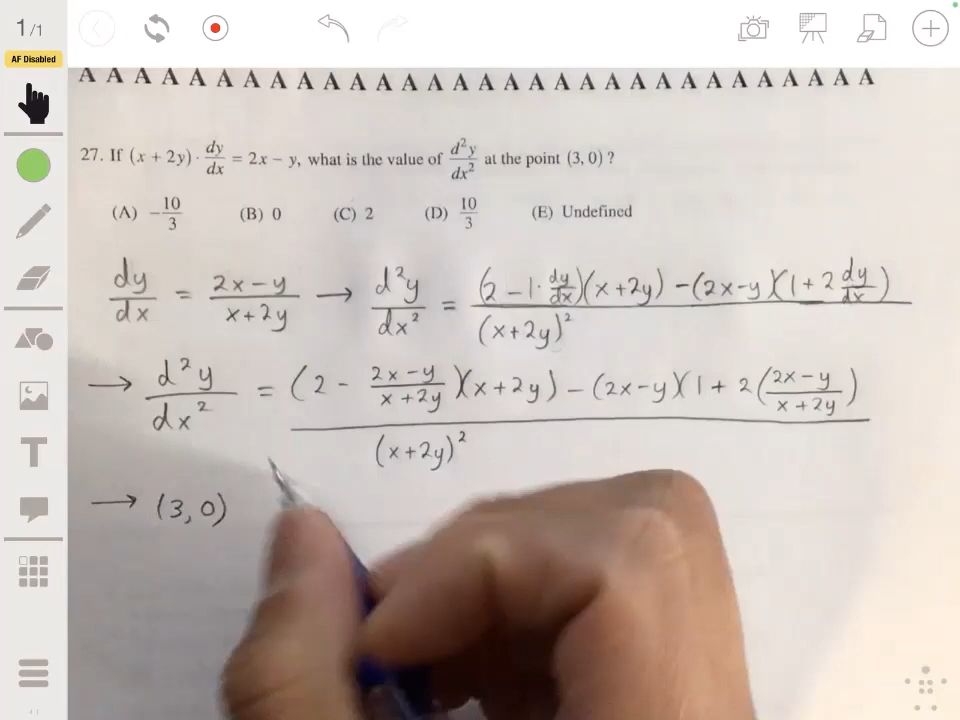 1/1
AF Disabled
A A A A A A A A A A A A A A A A A A A A A A A A A A A A A A A
27. If (x + 2y) · dy/dx = 2x − y, what is the value of d²y/dx² at the point (3, 0) ?
(A) −10/3 (B) 0 (C) 2 (D) 10/3 (E) Undefined
dy/dx = (2x − y)/(x + 2y) → d²y/dx² = ((2 − 1 · dy/dx)(x + 2y) − (2x − y)(1 + 2 dy/dx))/(x + 2y)²
→ d²y/dx² = (2 − (2x − y)/(x + 2y))(x + 2y) − (2x − y)(1 + 2((2x − y)/(x + 2y))/(x + 2y)²
→ (3, 0)
T